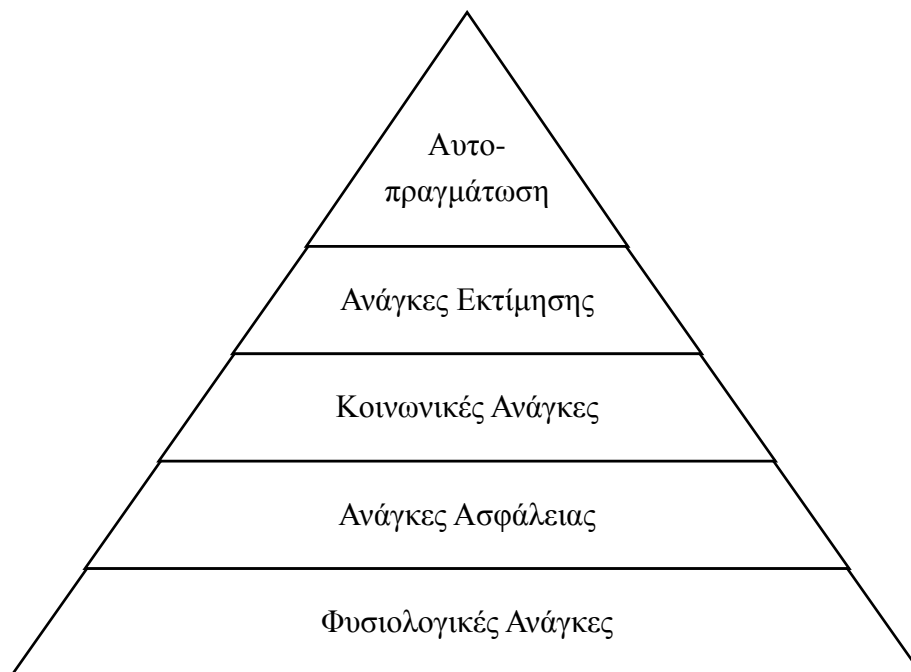 Αυτο-
πραγμάτωση
Ανάγκες Εκτίμησης
Κοινωνικές Ανάγκες
Ανάγκες Ασφάλειας
Φυσιολογικές Ανάγκες